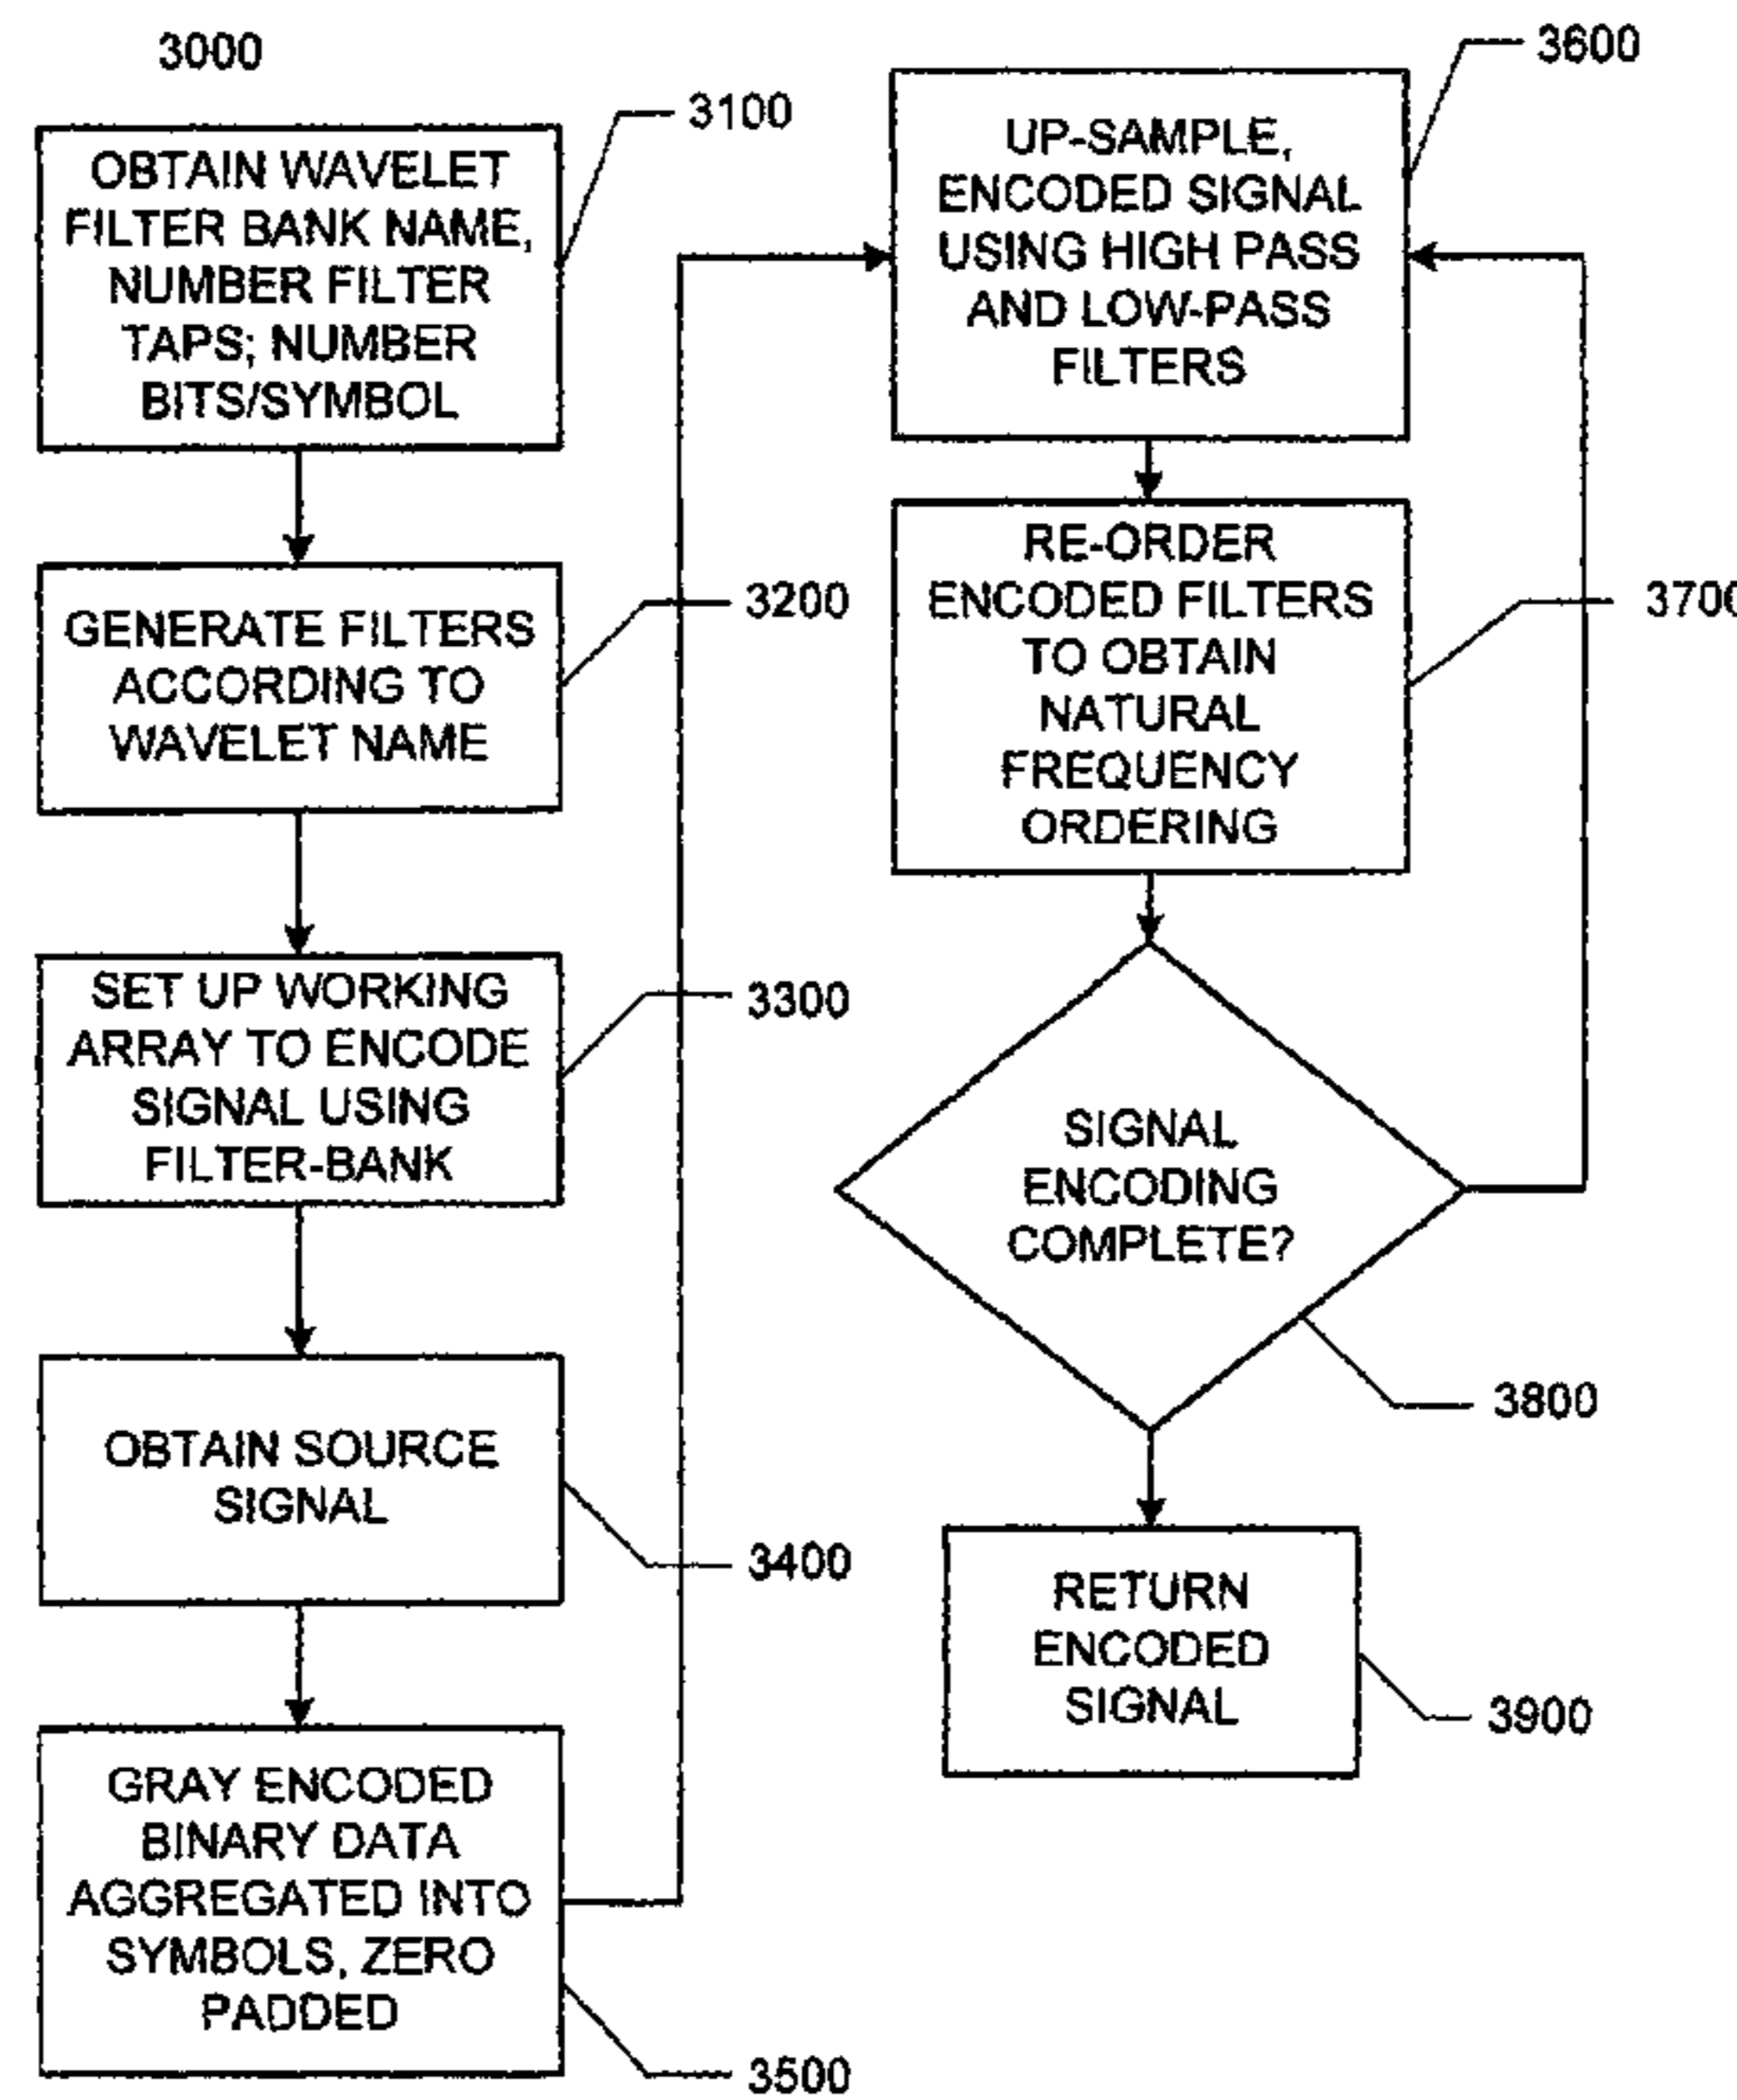 3000
3100
OBTAIN WAVELET
FILTER BANK NAME,
NUMBER FILTER
TAPS; NUMBER
BITS/SYMBOL
3200
GENERATE FILTERS
ACCORDING TO
WAVELET NAME
3300
SET UP WORKING
ARRAY TO ENCODE
SIGNAL USING
FILTER-BANK
OBTAIN SOURCE
SIGNAL
3400
GRAY ENCODED
BINARY DATA
AGGREGATED INTO
SYMBOLS, ZERO
PADDED
3500
3600
UP-SAMPLE,
ENCODED SIGNAL
USING HIGH PASS
AND LOW-PASS
FILTERS
RE-ORDER
ENCODED FILTERS
TO OBTAIN
NATURAL
FREQUENCY
ORDERING
3700
SIGNAL
ENCODING
COMPLETE?
3800
RETURN
ENCODED
SIGNAL
3900